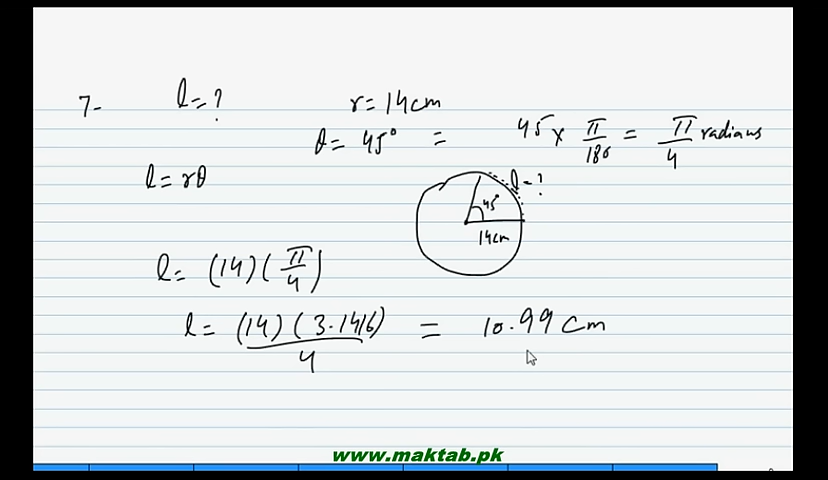 7- l = ? r = 14cm
θ = 45° = 45 × π/180 = π/4 radians
l = rθ
l = ?
45°
14cm
l = (14)(π/4)
l = (14)(3.1416)/4 = 10.99 cm
www.maktab.pk